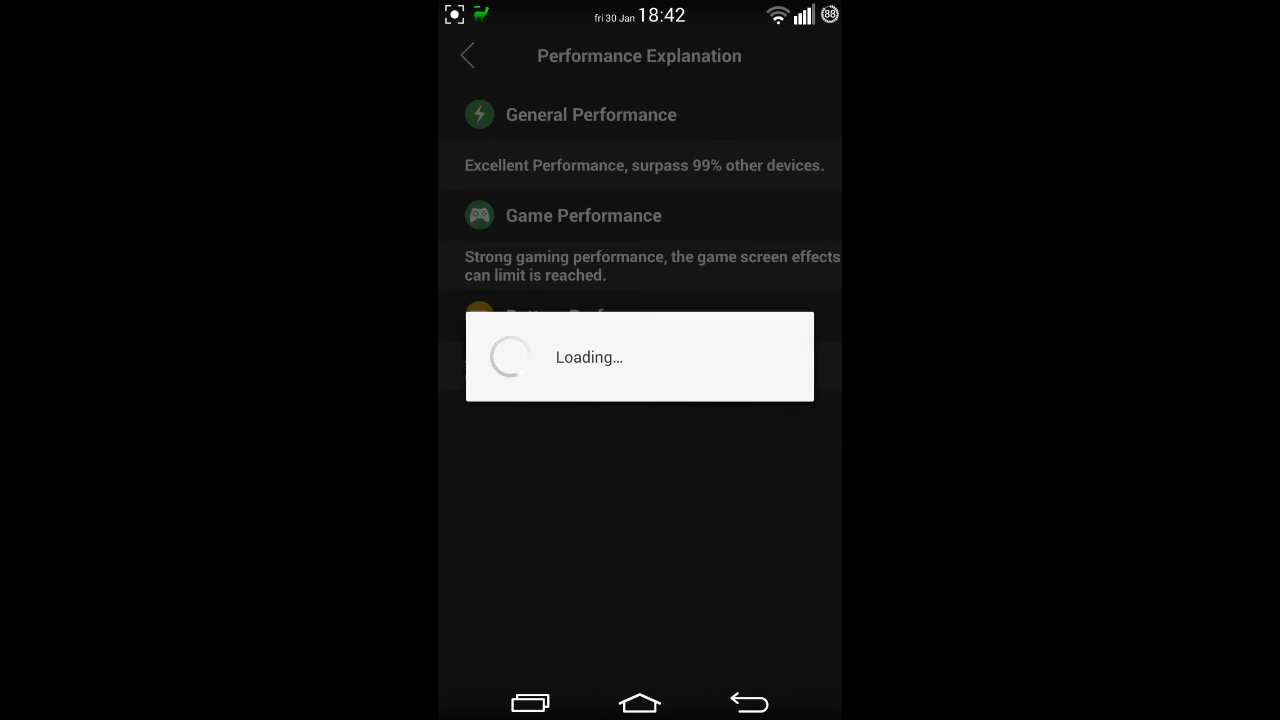 fri 30 Jan 18:42 88
Performance Explanation
General Performance
Excellent Performance, surpass 99% other devices.
Game Performance
Strong gaming performance, the game screen effects
can limit is reached.
Loading...